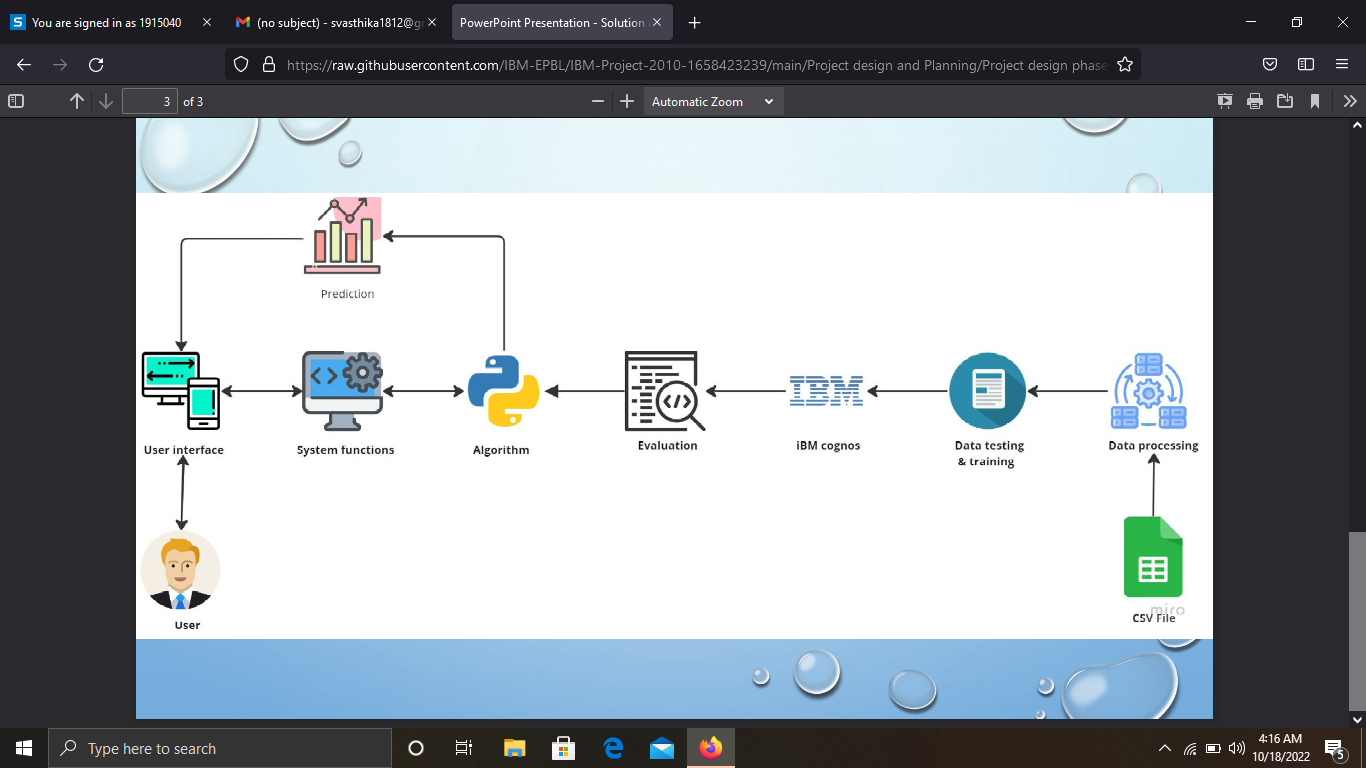 You are signed in as 1915040
(no subject) - svasthika1812@g
PowerPoint Presentation - Solution
https://raw.githubusercontent.com/IBM-EPBL/IBM-Project-2010-1658423239/main/Project design and Planning/Project design phase
3 of 3
Automatic Zoom
Prediction
User interface
System functions
Algorithm
Evaluation
IBM
iBM cognos
Data testing
& training
Data processing
User
miro
CSV File
Type here to search
4:16 AM
10/18/2022
5